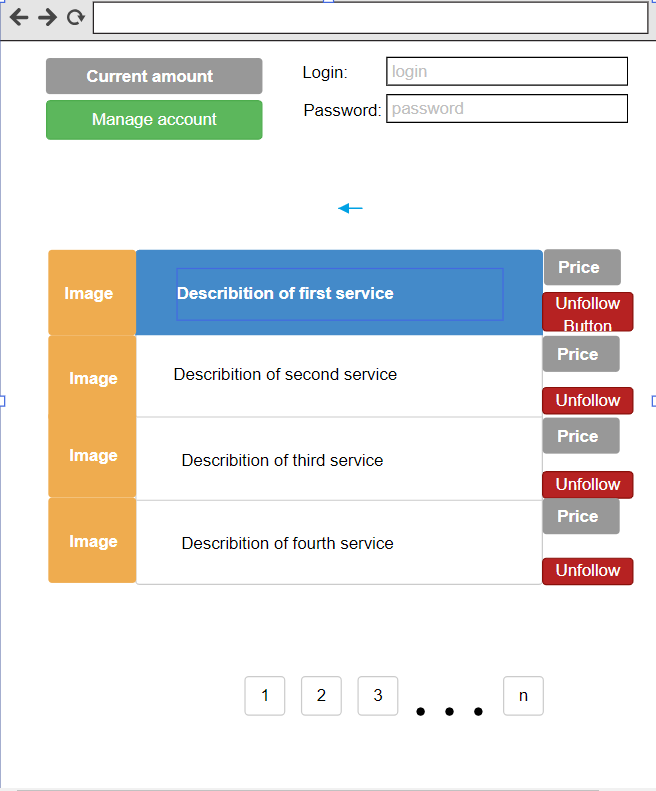 Current amount
Login:
login
Manage account
Password:
password
Image
Describition of first service
Price
Unfollow
Button
Image
Describition of second service
Price
Unfollow
Image
Describition of third service
Price
Unfollow
Image
Describition of fourth service
Price
Unfollow
1 2 3 . . . n